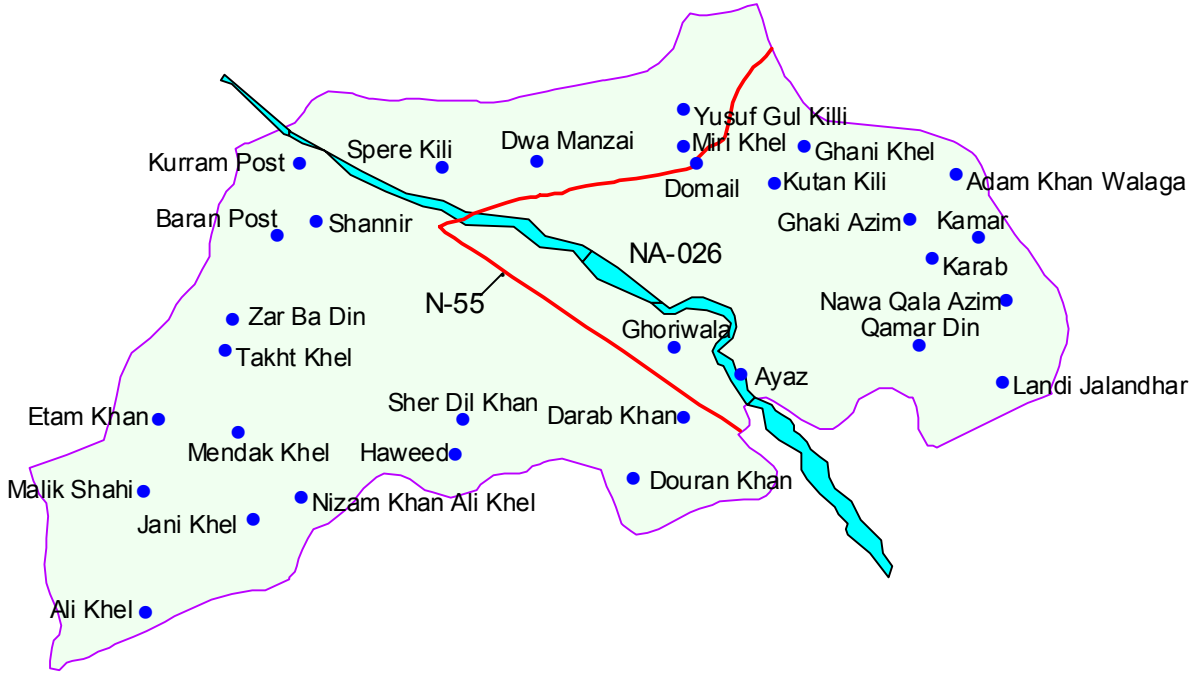 Yusuf Gul Killi
Dwa Manzai
Miri Khel
Spere Kili
Ghani Khel
Kurram Post
Domail
Kutan Kili
Adam Khan Walaga
Baran Post
Shannir
Ghaki Azim
Kamar
NA-026
Karab
N-55
Nawa Qala Azim
Zar Ba Din
Ghoriwala
Qamar Din
Takht Khel
Ayaz
Landi Jalandhar
Sher Dil Khan
Etam Khan
Darab Khan
Mendak Khel
Haweed
Douran Khan
Malik Shahi
Nizam Khan Ali Khel
Jani Khel
Ali Khel